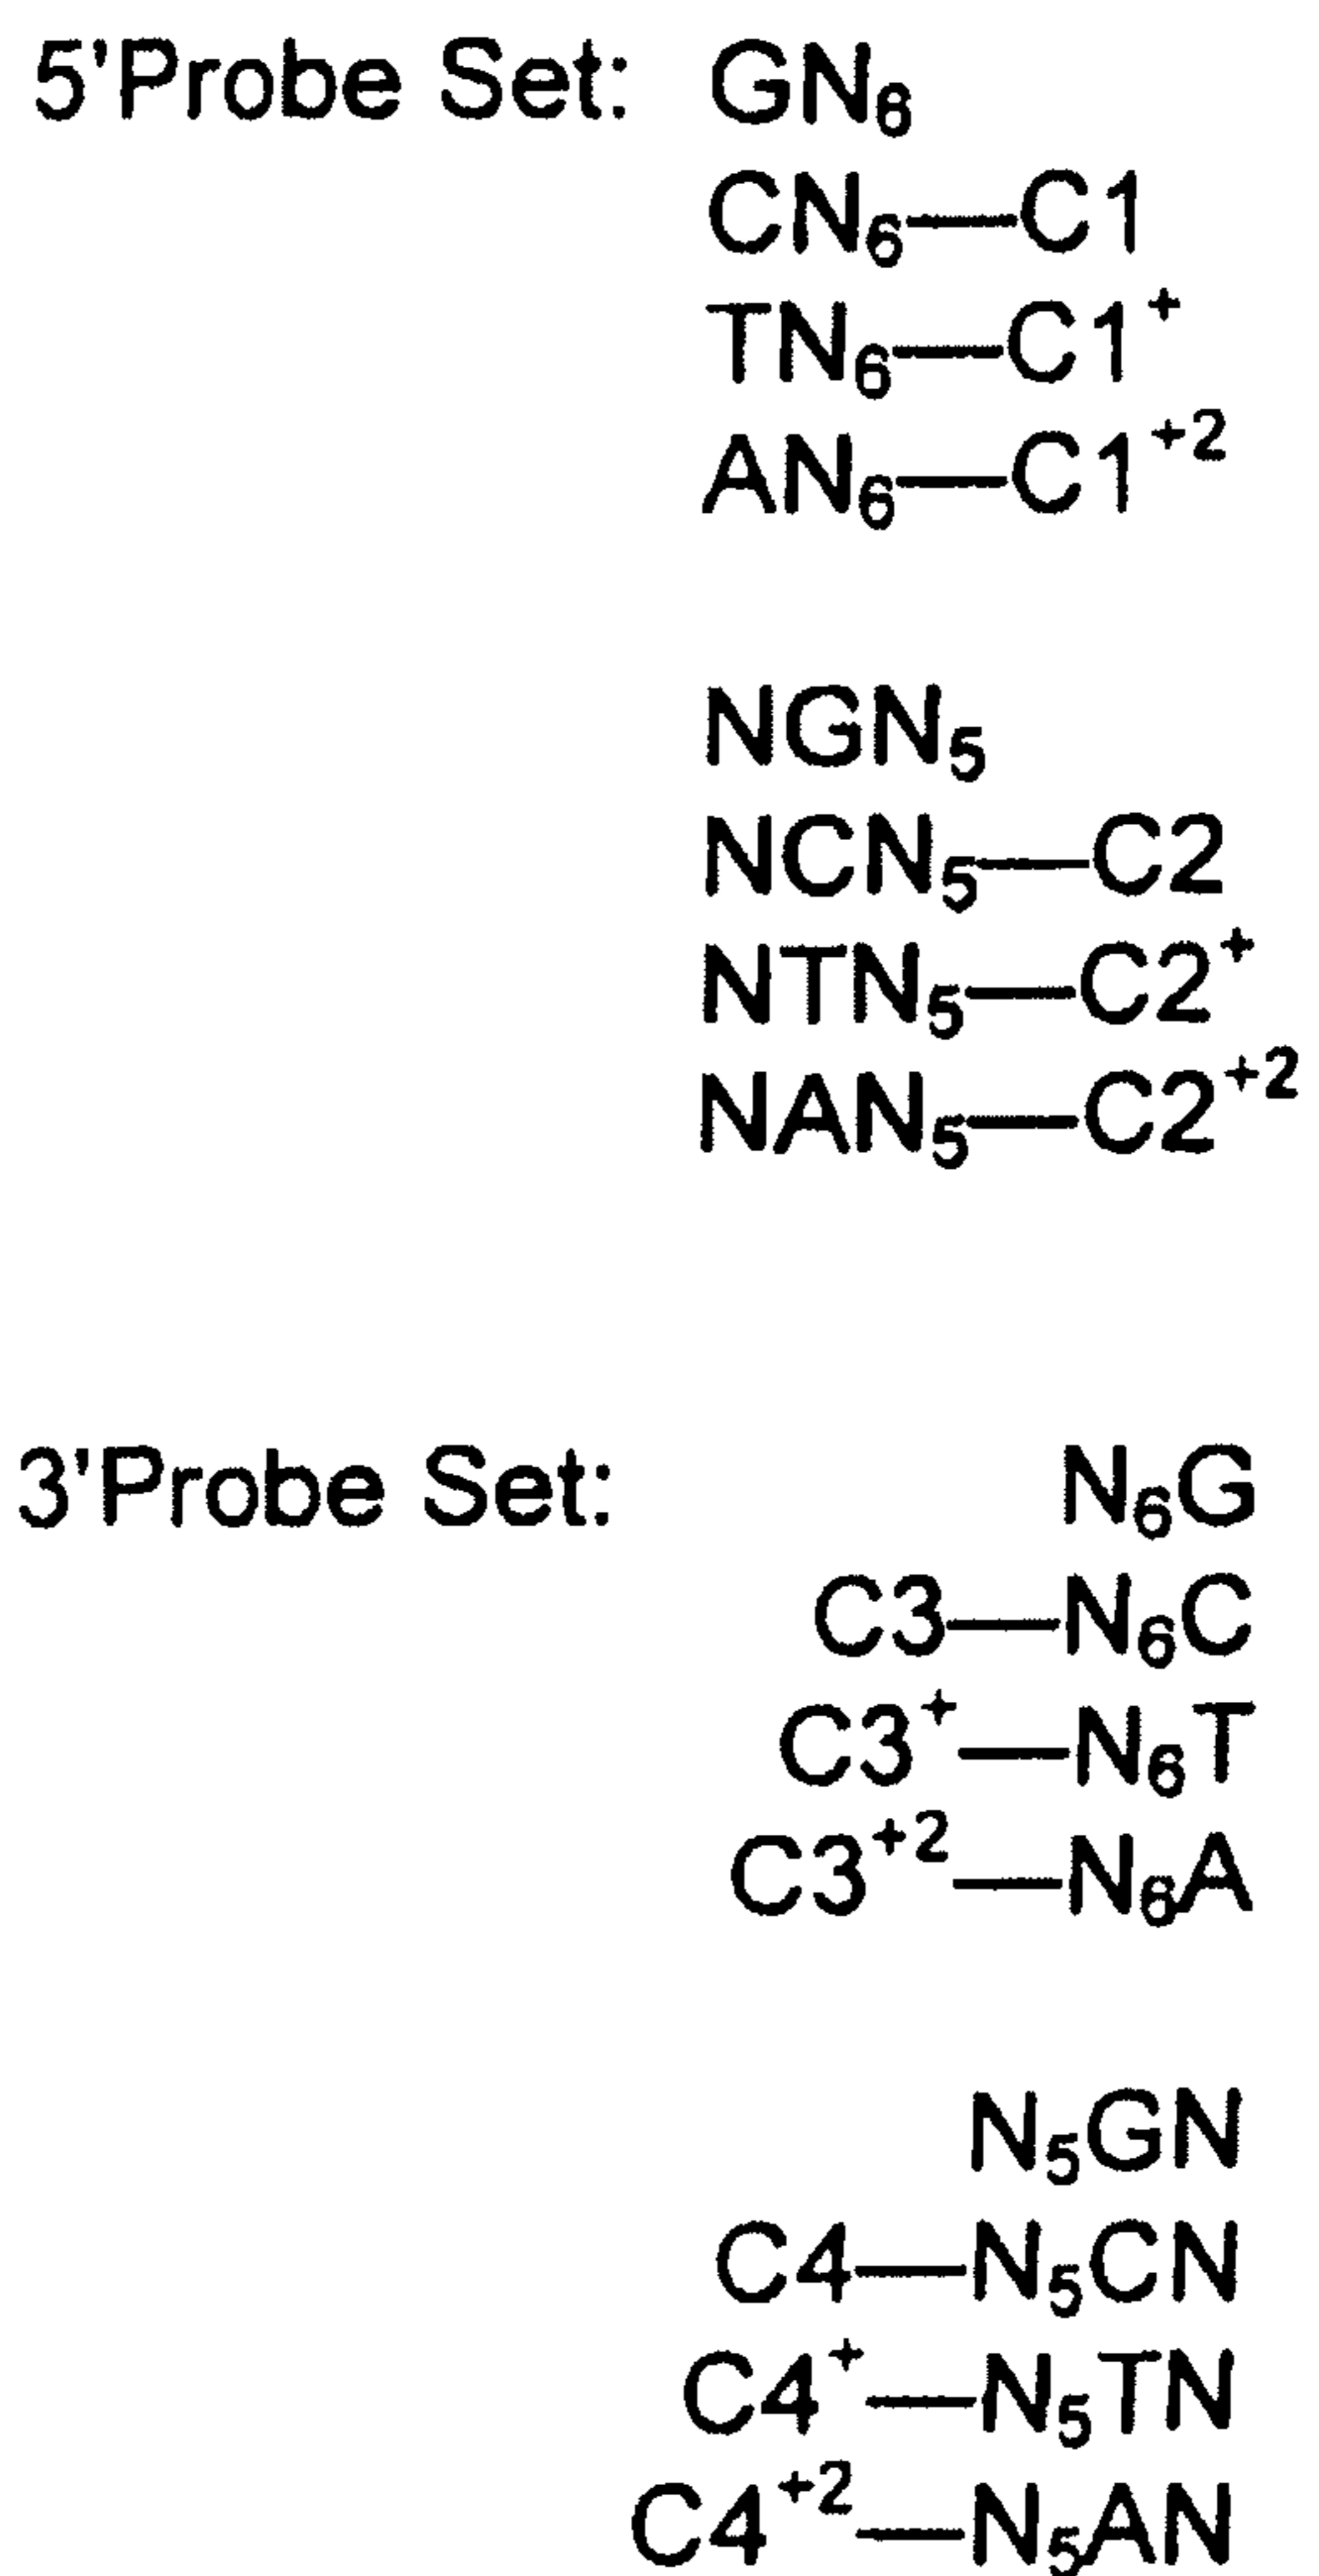 5'Probe Set: GN₆
CN₆—C1
TN₆—C1⁺
AN₆—C1⁺²
NGN₅
NCN₅—C2
NTN₅—C2⁺
NAN₅—C2⁺²
3'Probe Set: N₆G
C3—N₆C
C3⁺—N₆T
C3⁺²—N₆A
N₅GN
C4—N₅CN
C4⁺—N₅TN
C4⁺²—N₅AN